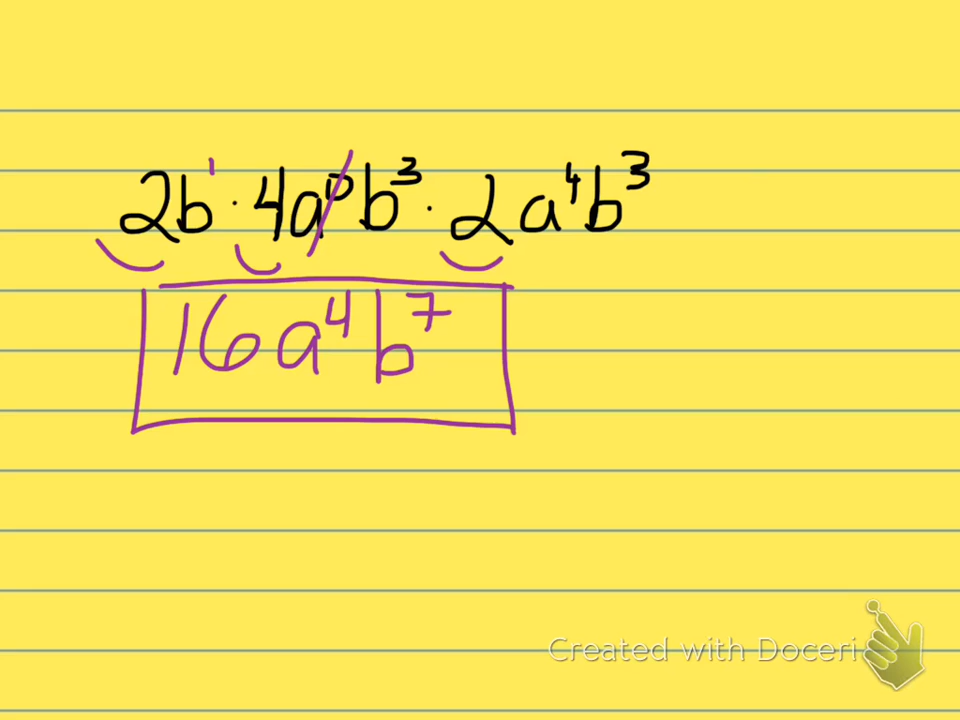 2b¹ · 4a⁰b³ · 2a⁴b³
16a⁴b⁷
Created with Doceri